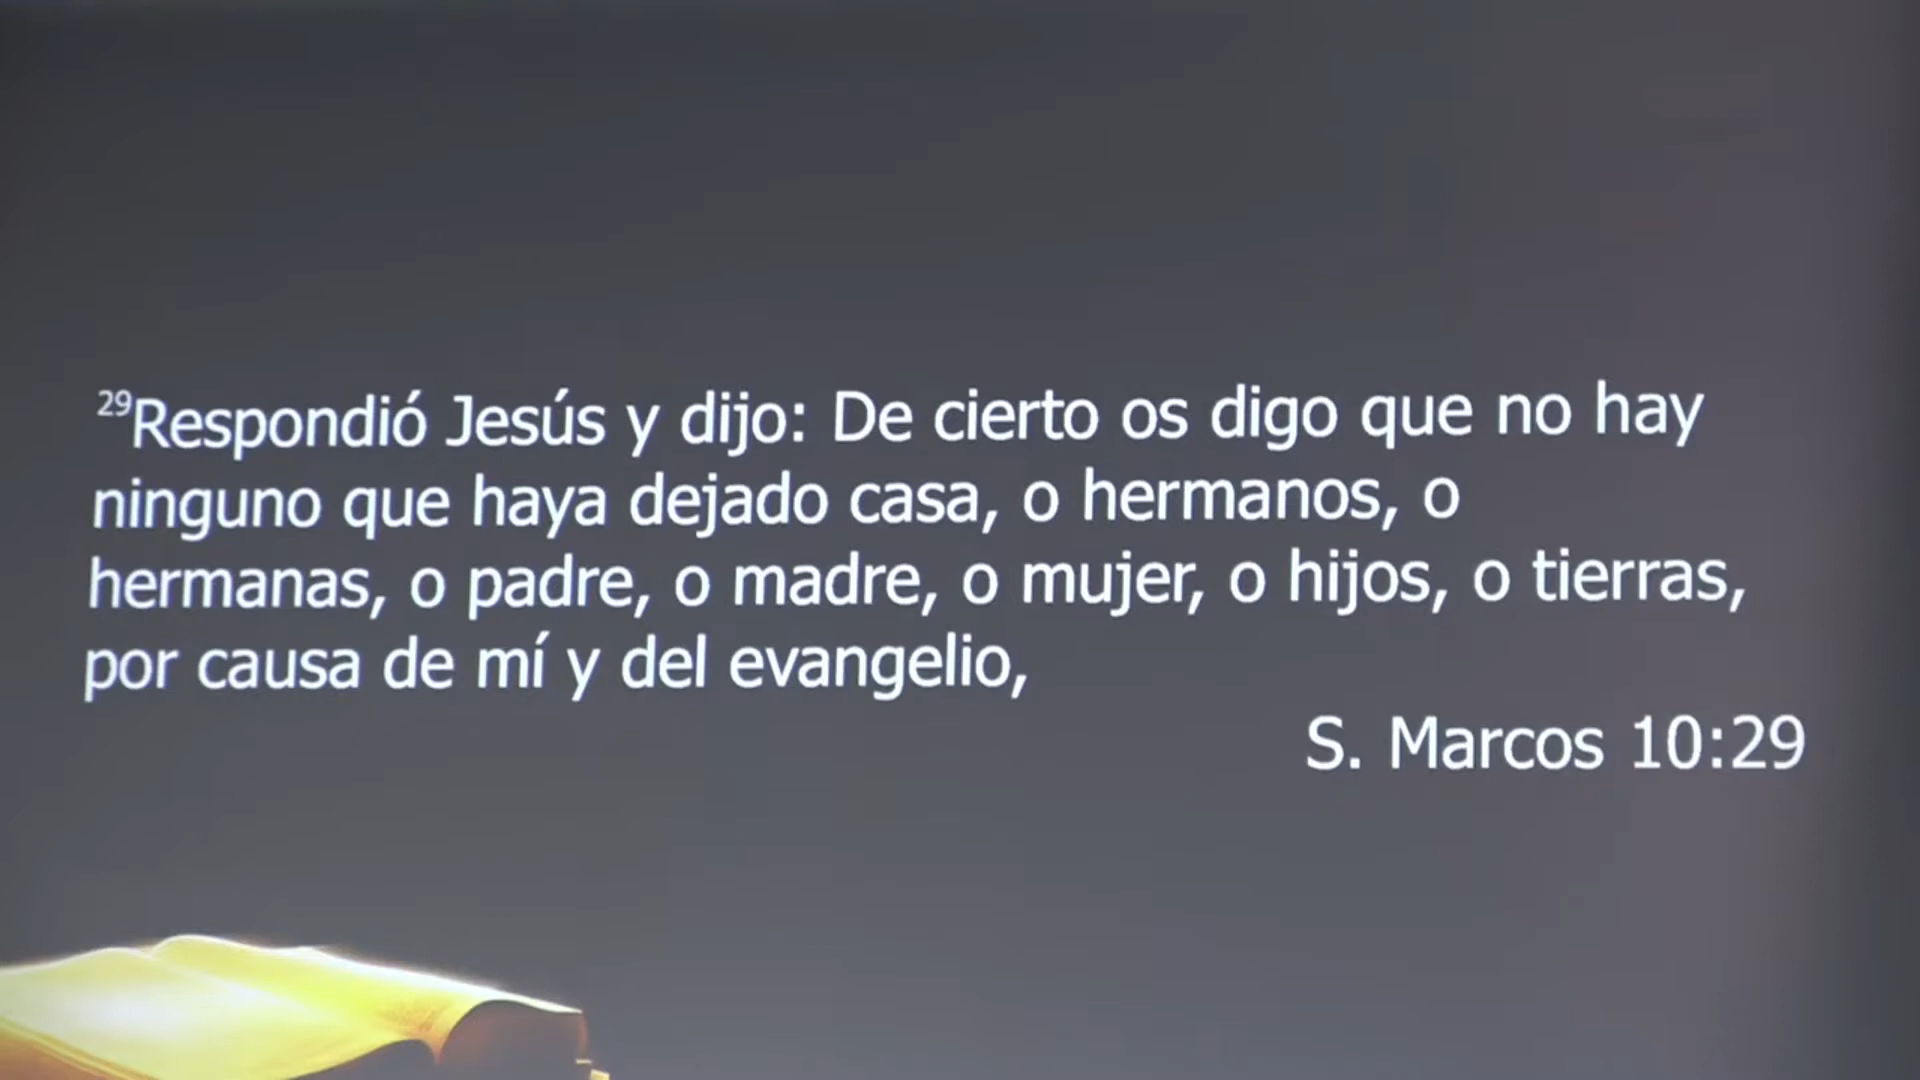 29Respondió Jesús y dijo: De cierto os digo que no hay
ninguno que haya dejado casa, o hermanos, o
hermanas, o padre, o madre, o mujer, o hijos, o tierras,
por causa de mí y del evangelio,
S. Marcos 10:29